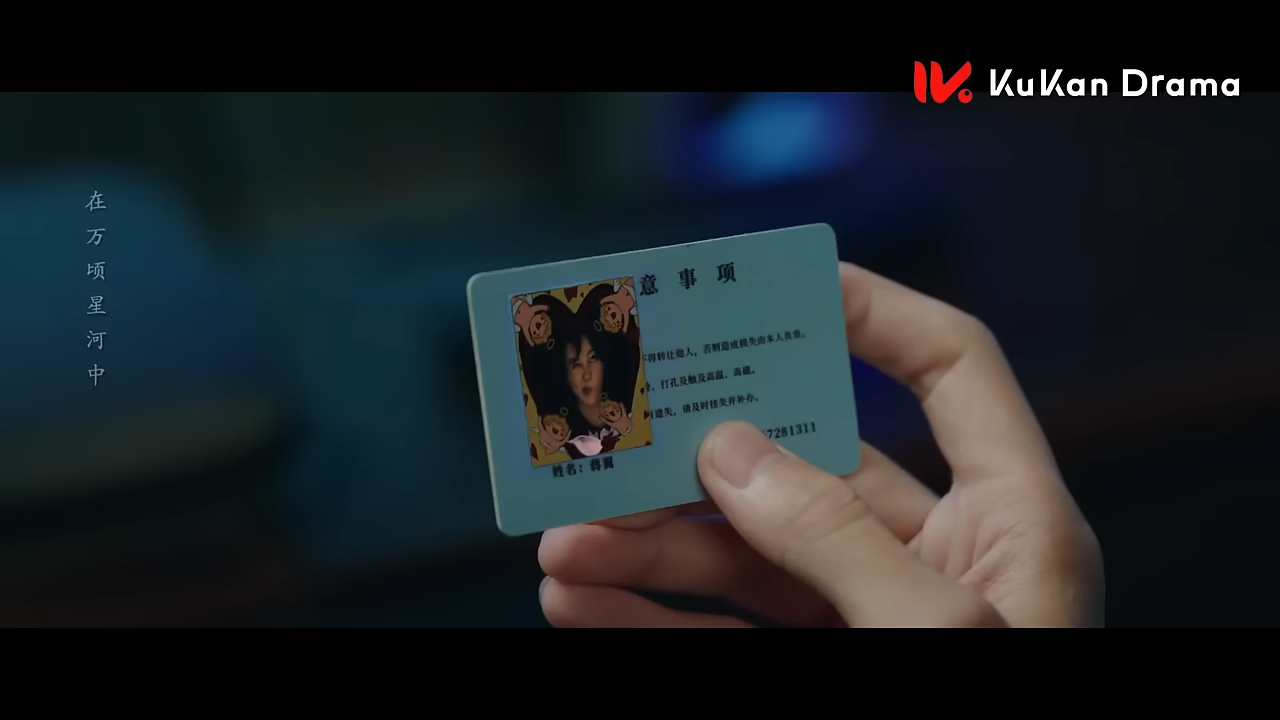 KuKan Drama
在万顷星河中
意事项
不得转让他人，否则造成损失由本人负责。
、打孔及触及高温、高磁。
有遗失，请及时挂失并补办。
7281311
姓名：蒋翼